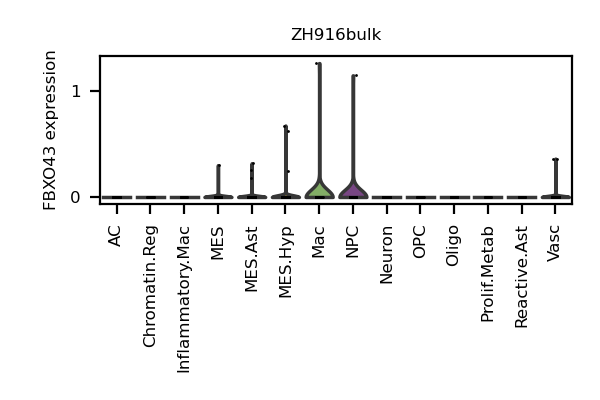 ZH916bulk
FBXO43 expression
1
0
AC
Chromatin.Reg
Inflammatory.Mac
MES
MES.Ast
MES.Hyp
Mac
NPC
Neuron
OPC
Oligo
Prolif.Metab
Reactive.Ast
Vasc